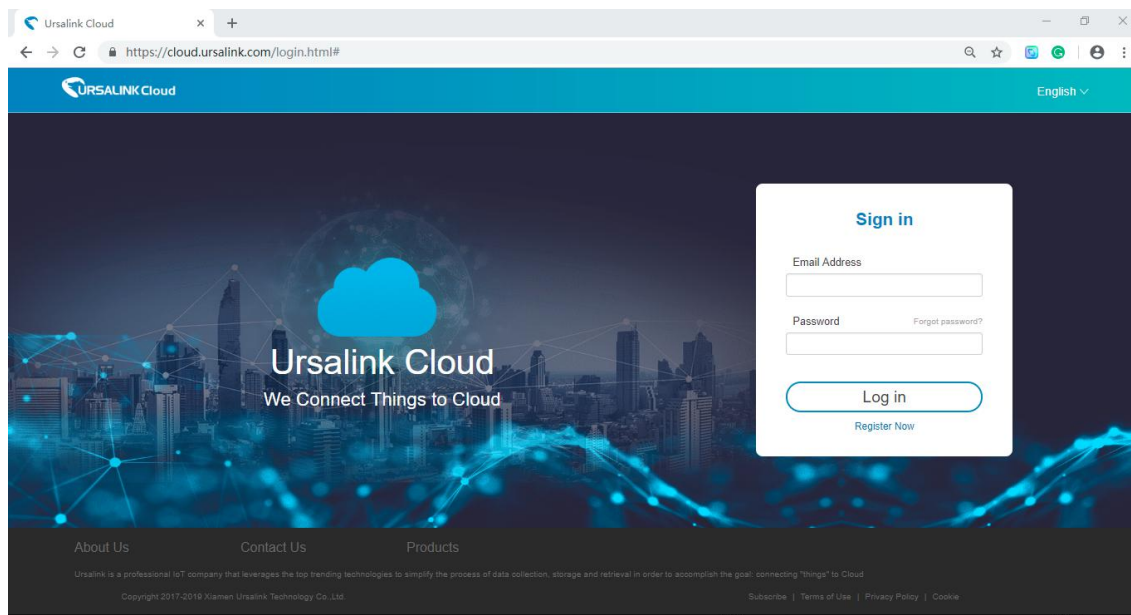 Ursalink Cloud
https://cloud.ursalink.com/login.html#
URSALINK Cloud
English
Sign in
Email Address
Password Forgot password?
Log in
Register Now
Ursalink Cloud
We Connect Things to Cloud
About Us Contact Us Products
Ursalink is a professional IoT company that leverages the top trending technologies to simplify the process of data collection, storage and retrieval in order to accomplish the goal: connecting "things" to Cloud
Copyright 2017-2019 Xiamen Ursalink Technology Co.,Ltd. Subscribe | Terms of Use | Privacy Policy | Cookie